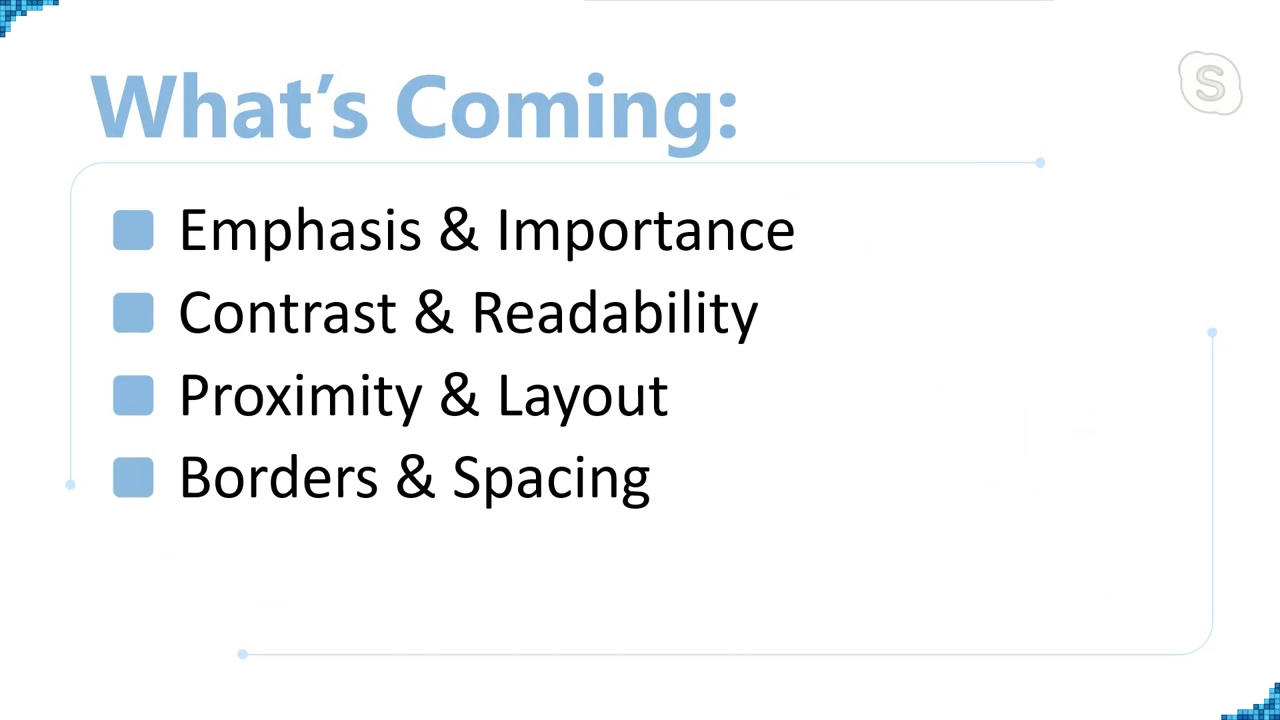 What’s Coming:
S
Emphasis & Importance
Contrast & Readability
Proximity & Layout
Borders & Spacing